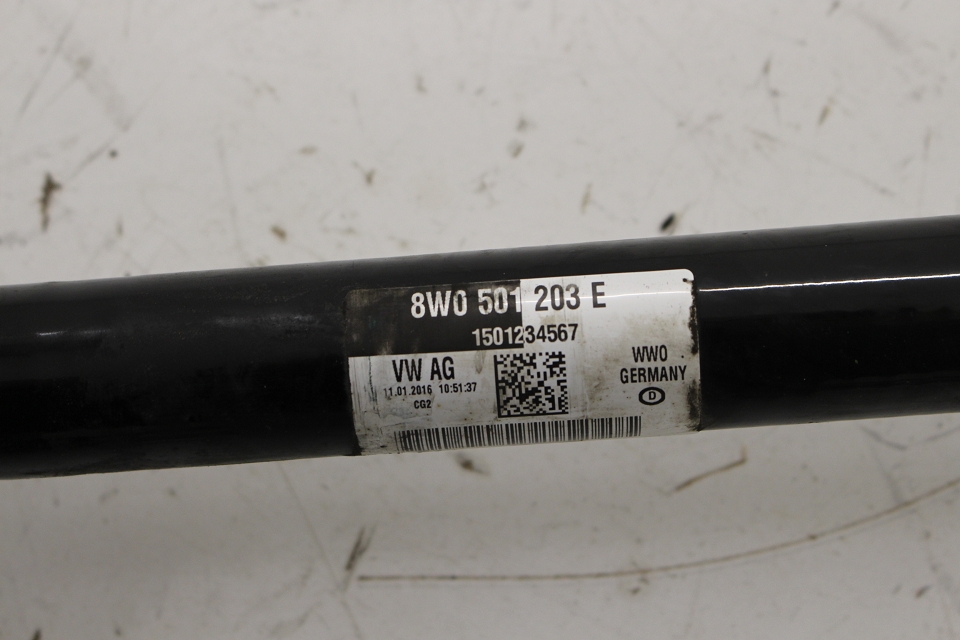 8W0 501 203 E
1501234567
VW AG
11.01.2016 10:51:37
CG2
WWO
GERMANY
D